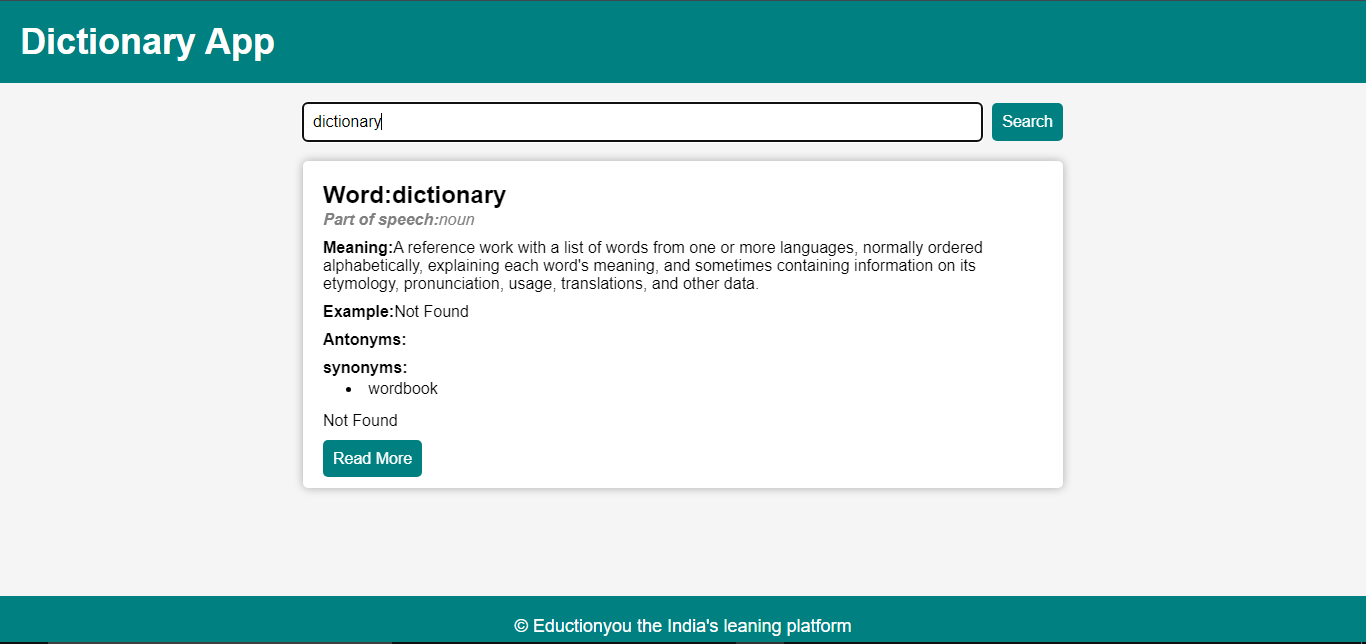 Dictionary App
dictionary
Search
Word:dictionary
Part of speech:noun
Meaning:A reference work with a list of words from one or more languages, normally ordered
alphabetically, explaining each word's meaning, and sometimes containing information on its
etymology, pronunciation, usage, translations, and other data.
Example:Not Found
Antonyms:
synonyms:
• wordbook
Not Found
Read More
© Eductionyou the India's leaning platform